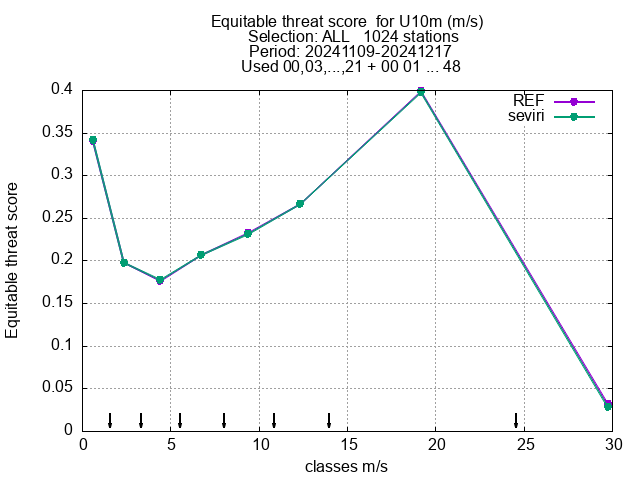 Equitable threat score  for U10m (m/s)
Selection: ALL   1024 stations
Period: 20241109-20241217
Used 00,03,...,21 + 00 01 ... 48
REF
seviri
Equitable threat score
0.4
0.35
0.3
0.25
0.2
0.15
0.1
0.05
0
0 5 10 15 20 25 30
classes m/s